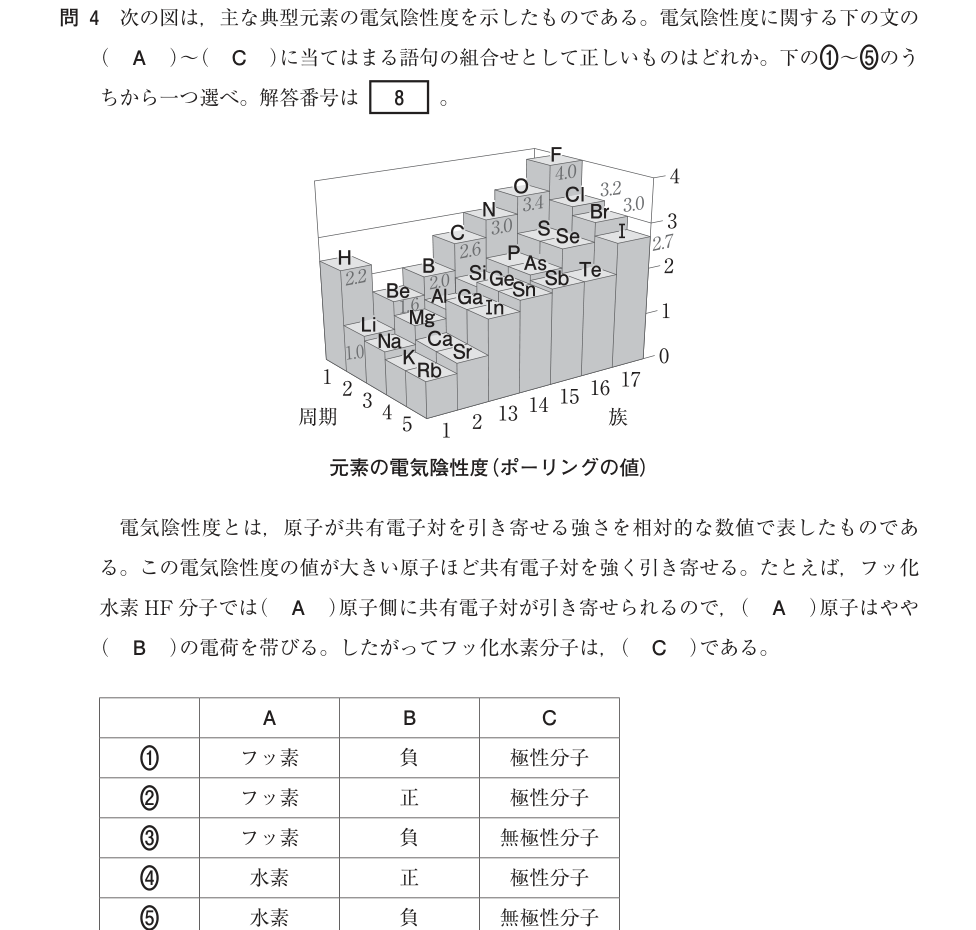 問 4 次の図は，主な典型元素の電気陰性度を示したものである。電気陰性度に関する下の文の
( A )～( C )に当てはまる語句の組合せとして正しいものはどれか。下の①～⑤のう
ちから一つ選べ。解答番号は 8 。
F
4.0
O
3.4
Cl
3.2
N
3.0
Br
3.0
C
2.6
S
Se
I
2.7
H
2.2
B
2.0
P
As
Te
Si
Ge
Sb
Be
1.6
Al
Ga
Sn
In
Li
1.0
Mg
Na
Ca
K
Sr
Rb
4
3
2
1
0
1
2
3
4
5
周期
1
2
13
14
15
16
17
族
元素の電気陰性度(ポーリングの値)
電気陰性度とは，原子が共有電子対を引き寄せる強さを相対的な数値で表したものであ
る。この電気陰性度の値が大きい原子ほど共有電子対を強く引き寄せる。たとえば，フッ化
水素 HF 分子では( A )原子側に共有電子対が引き寄せられるので，( A )原子はやや
( B )の電荷を帯びる。したがってフッ化水素分子は，( C )である。
A B C
① フッ素 負 極性分子
② フッ素 正 極性分子
③ フッ素 負 無極性分子
④ 水素 正 極性分子
⑤ 水素 負 無極性分子